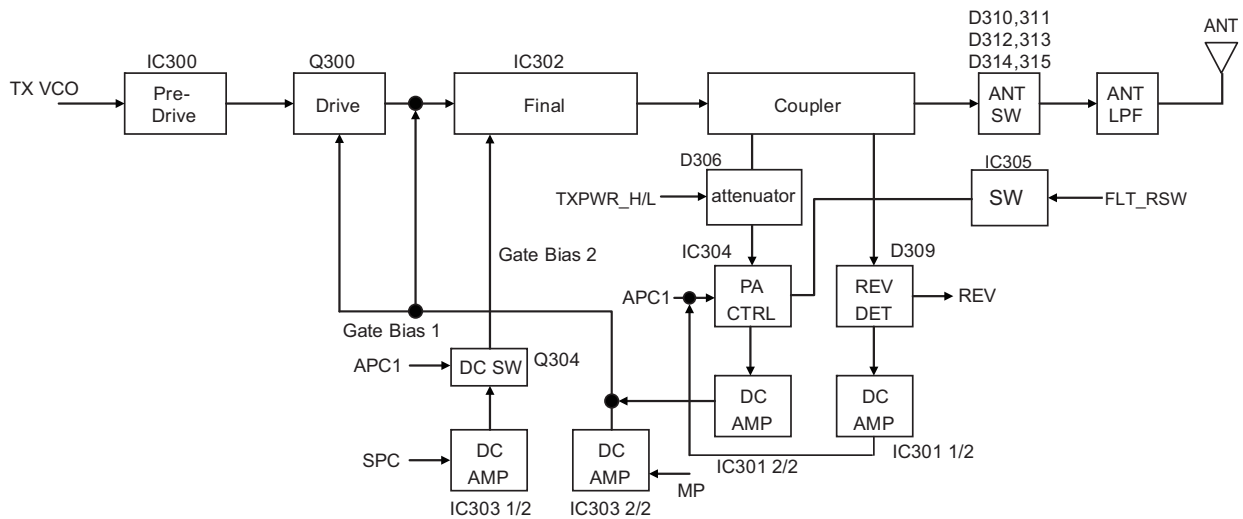 D310,311
D312,313
D314,315
ANT
IC300
Q300
IC302
TX VCO
Pre-
Drive
Drive
Final
Coupler
ANT
SW
ANT
LPF
D306
IC305
TXPWR_H/L
attenuator
SW
FLT_RSW
Gate Bias 2
IC304
D309
APC1
PA
CTRL
REV
DET
REV
Gate Bias 1
APC1
DC SW
Q304
DC
AMP
DC
AMP
SPC
DC
AMP
DC
AMP
MP
IC301 2/2
IC301 1/2
IC303 1/2
IC303 2/2